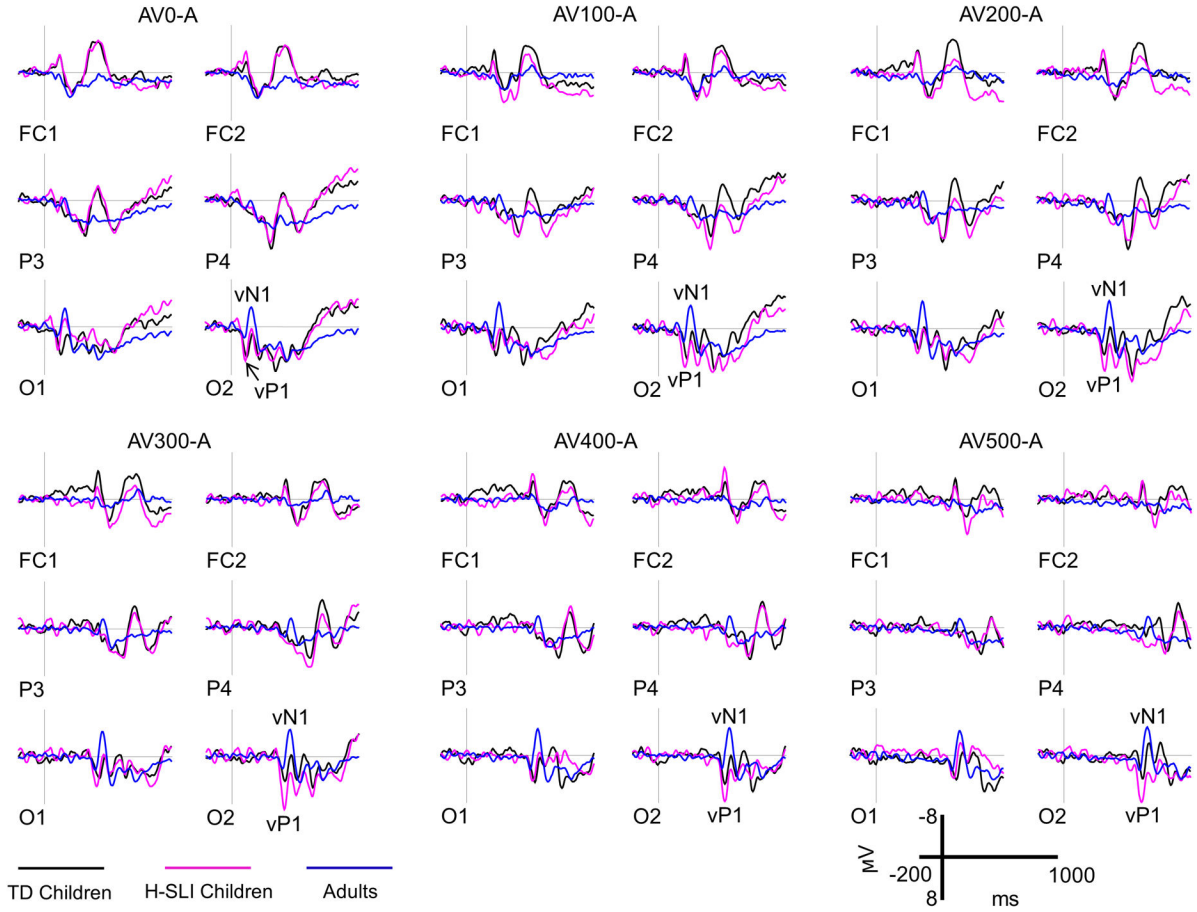 AV0-A AV100-A AV200-A
FC1 FC2 FC1 FC2 FC1 FC2
P3 P4 P3 P4 P3 P4
vN1 vN1 vN1
O1 O2 vP1 O1 vP1 O2 O1 O2 vP1
AV300-A AV400-A AV500-A
FC1 FC2 FC1 FC2 FC1 FC2
P3 P4 P3 P4 P3 P4
vN1 vN1 vN1
O1 O2 vP1 O1 O2 vP1 O1 O2 vP1
-8
μV
-200 1000
8 ms
TD Children H-SLI Children Adults